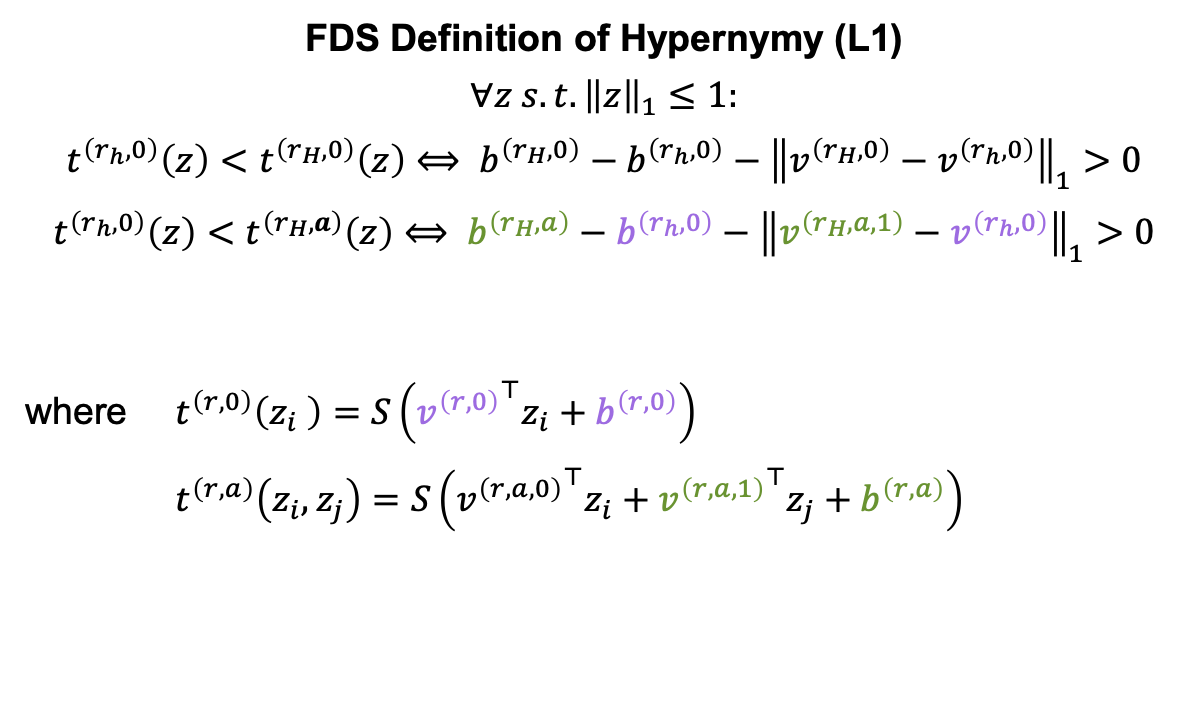 FDS Definition of Hypernymy (L1)
∀z s.t. ‖z‖₁ ≤ 1:
t^(r_h,0)(z) < t^(r_H,0)(z) ⇔ b^(r_H,0) − b^(r_h,0) − ‖v^(r_H,0) − v^(r_h,0)‖₁ > 0
t^(r_h,0)(z) < t^(r_H,a)(z) ⇔ b^(r_H,a) − b^(r_h,0) − ‖v^(r_H,a,1) − v^(r_h,0)‖₁ > 0
where t^(r,0)(z_i ) = S(v^(r,0)^⊤ z_i + b^(r,0))
t^(r,a)(z_i, z_j) = S(v^(r,a,0)^⊤ z_i + v^(r,a,1)^⊤ z_j + b^(r,a))